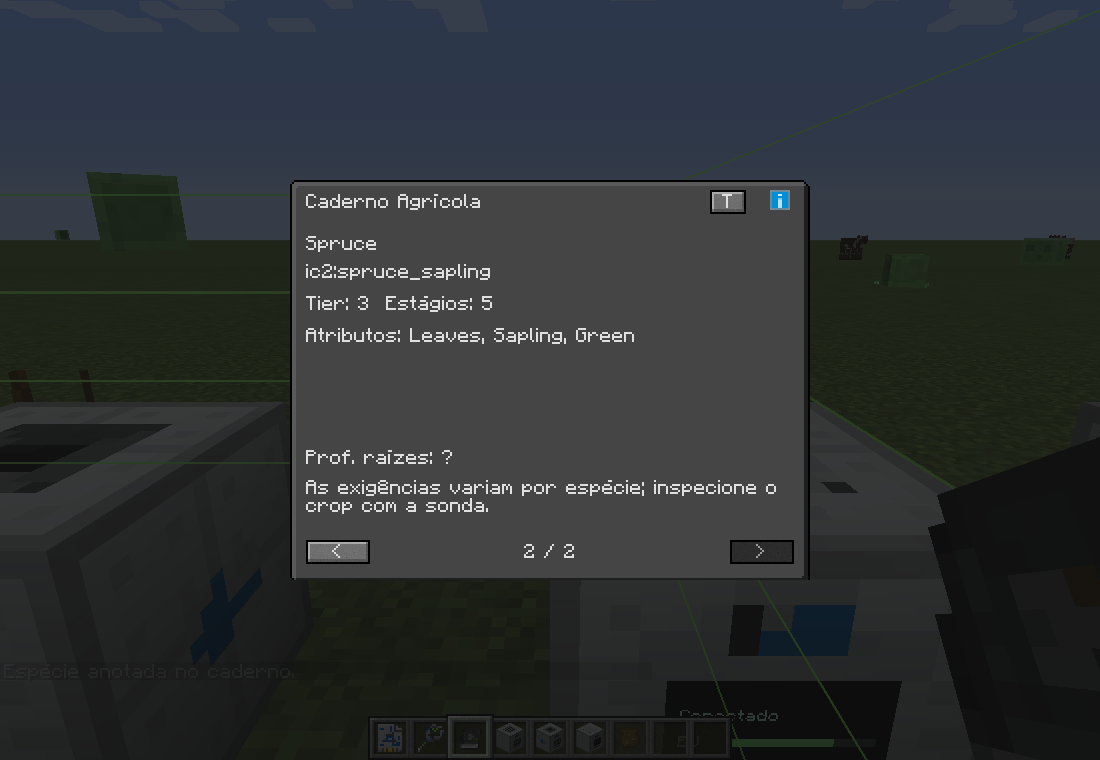 Caderno Agrícola
T
i
Spruce
ic2:spruce_sapling
Tier: 3 Estágios: 5
Atributos: Leaves, Sapling, Green
Prof. raízes: ?
As exigências variam por espécie; inspecione o
crop com a sonda.
<
2 / 2
>
Espécie anotada no caderno.
Conectado